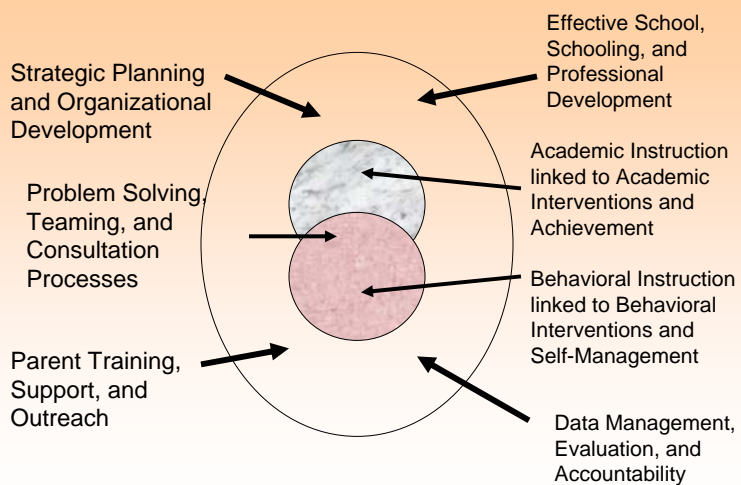 Strategic Planning
and Organizational
Development
Effective School,
Schooling, and
Professional
Development
Problem Solving,
Teaming, and
Consultation
Processes
Academic Instruction
linked to Academic
Interventions and
Achievement
Behavioral Instruction
linked to Behavioral
Interventions and
Self-Management
Parent Training,
Support, and
Outreach
Data Management,
Evaluation, and
Accountability